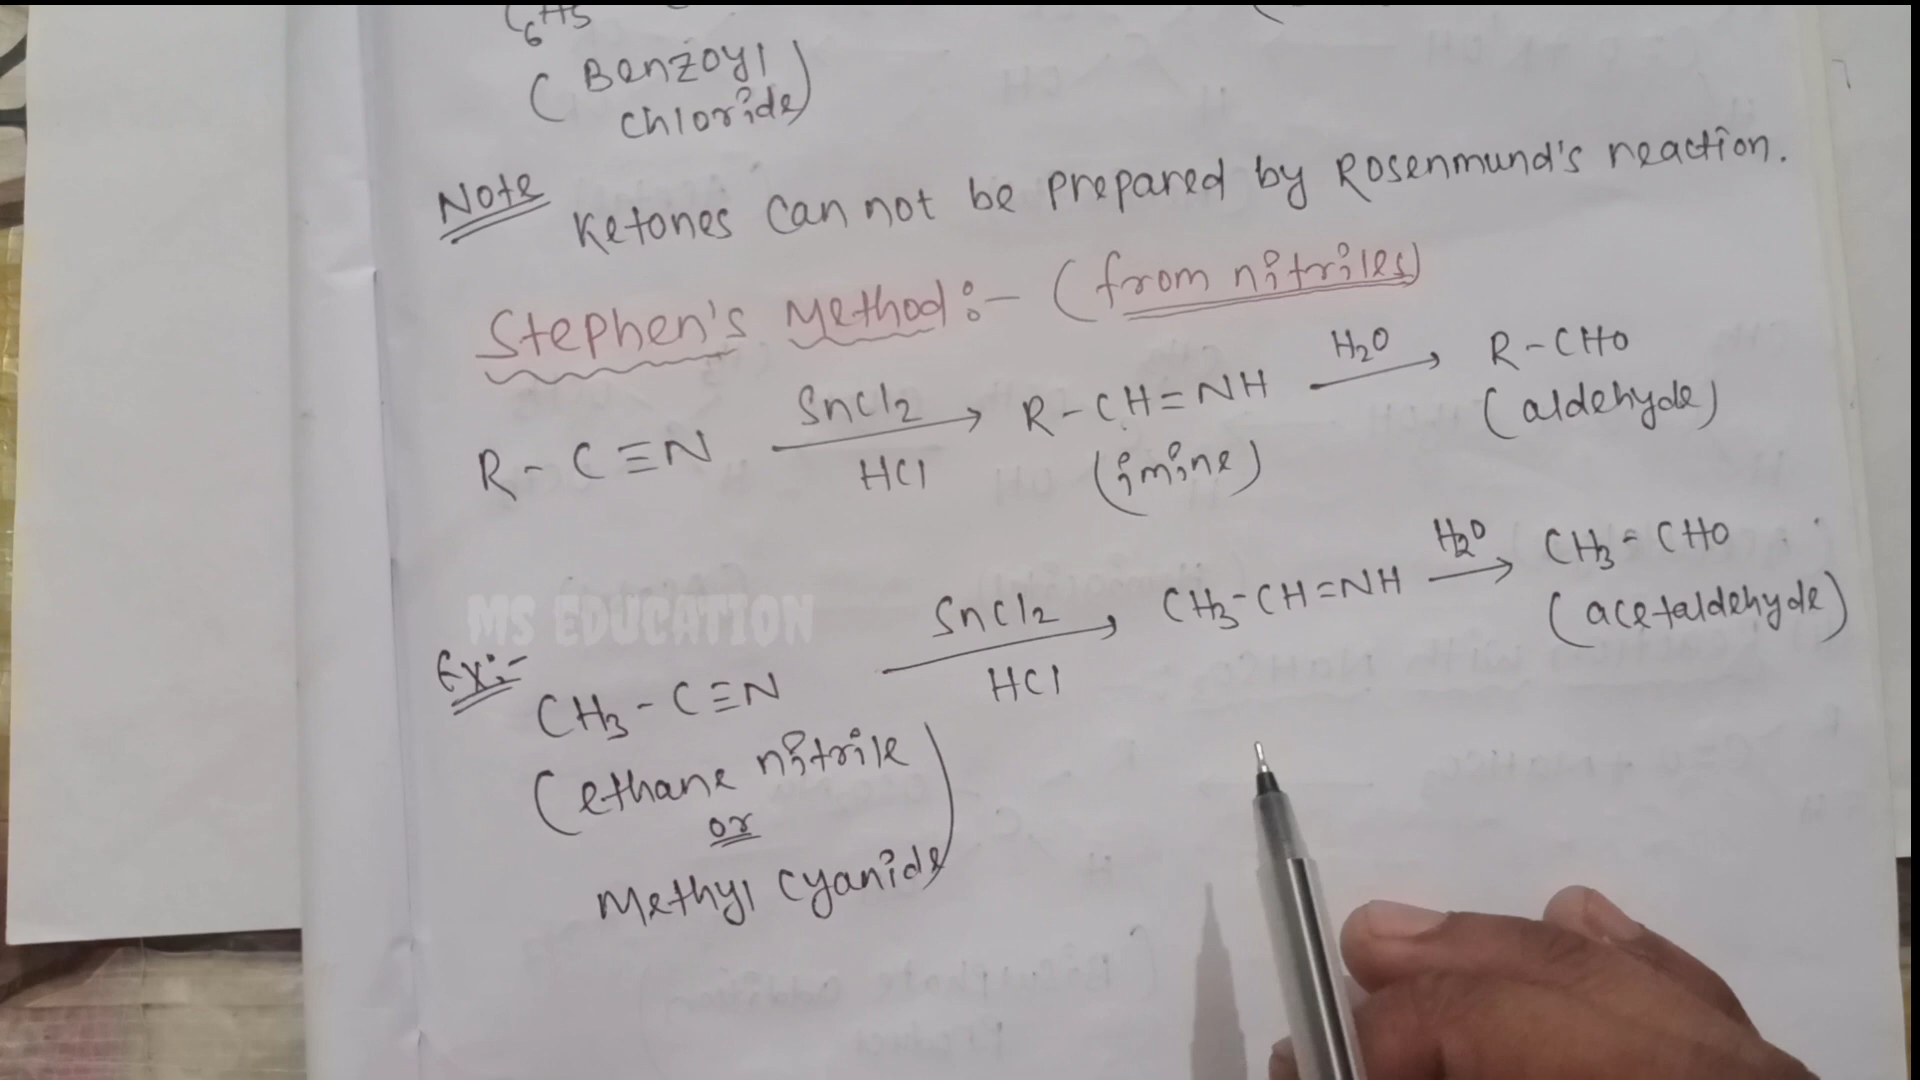 C6H5
(Benzoyl
chloride)
Note Ketones can not be prepared by Rosenmund's reaction.
Stephen's Method:- (from nitriles)
R-C≡N SnCl2 HCl → R-CH=NH (imine) H2O → R-CHO (aldehyde)
MS EDUCATION
Ex:- CH3-C≡N SnCl2 HCl → CH3-CH=NH H2O → CH3-CHO (acetaldehyde)
(ethane nitrile
or
Methyl cyanide)